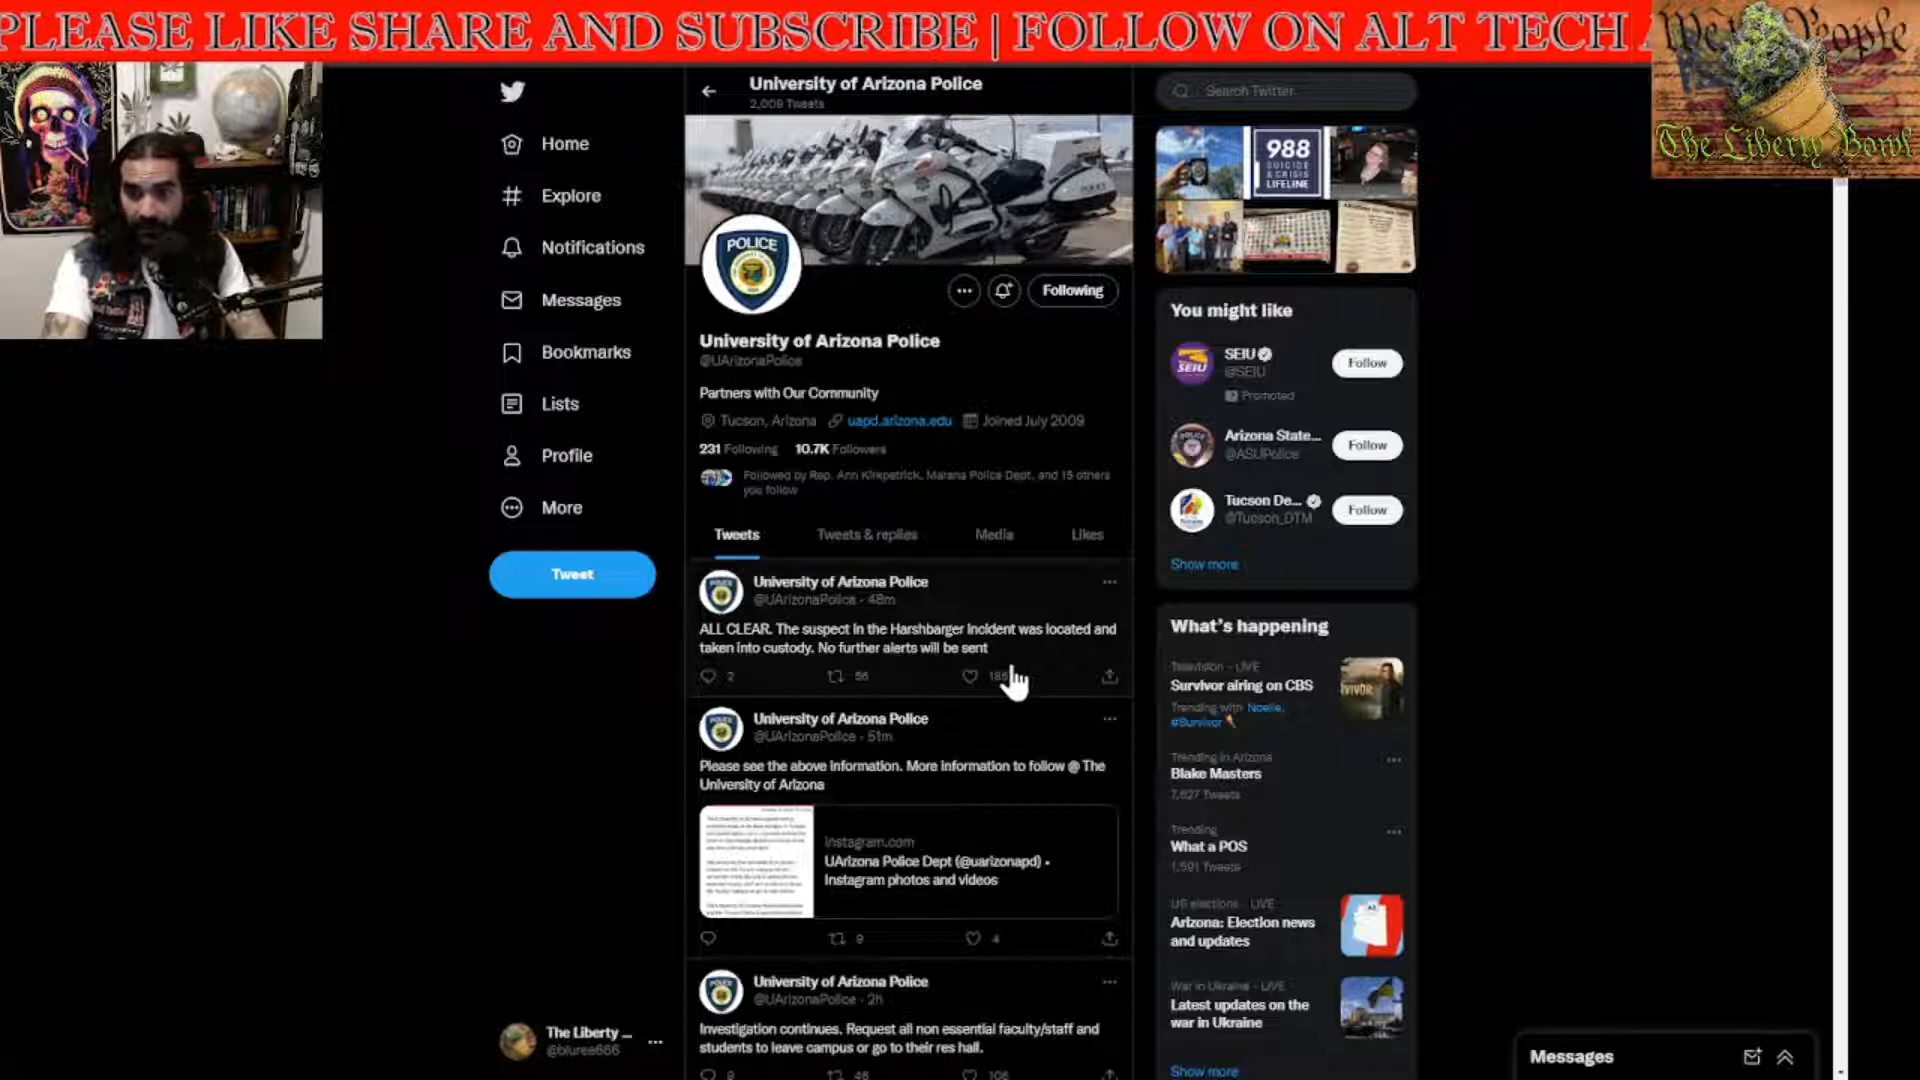 PLEASE LIKE SHARE AND SUBSCRIBE | FOLLOW ON ALT TECH
We The People
The Liberty Bowl
University of Arizona Police
2,009 Tweets
Search Twitter
Home
Explore
Notifications
Messages
Bookmarks
Lists
Profile
More
Tweet
POLICE
988
SUICIDE
& CRISIS
LIFELINE
Following
University of Arizona Police
@UArizonaPolice
Partners with Our Community
Tucson, Arizona uapd.arizona.edu Joined July 2009
231 Following 10.7K Followers
Followed by Rep. Ann Kirkpatrick, Marana Police Dept, and 15 others
you follow
Tweets Tweets & replies Media Likes
University of Arizona Police
@UArizonaPolice · 48m
ALL CLEAR. The suspect in the Harshbarger incident was located and
taken into custody. No further alerts will be sent
2 56
University of Arizona Police
@UArizonaPolice · 51m
Please see the above information. More information to follow @ The
University of Arizona
instagram.com
UArizona Police Dept (@uarizonapd) •
Instagram photos and videos
9 4
University of Arizona Police
@UArizonaPolice · 2h
Investigation continues. Request all non essential faculty/staff and
students to leave campus or go to their res hall.
9 46 106
You might like
SEIU
@SEIU
Promoted
Follow
Arizona State...
@ASUPolice
Follow
Tucson De...
@Tucson_DTM
Follow
Show more
What's happening
Television · LIVE
Survivor airing on CBS
Trending with Noelle,
#Survivor
Trending in Arizona
Blake Masters
7,627 Tweets
Trending
What a POS
1,591 Tweets
US elections · LIVE
Arizona: Election news
and updates
War in Ukraine · LIVE
Latest updates on the
war in Ukraine
Show more
The Liberty ...
@bluree666
Messages